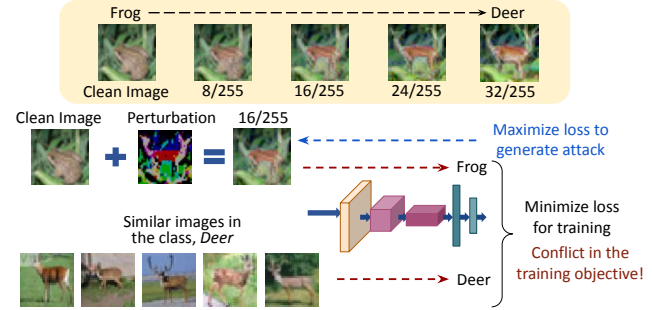 Frog
Deer
Clean Image
8/255
16/255
24/255
32/255
Clean Image
Perturbation
16/255
Maximize loss to
generate attack
Frog
Similar images in
the class, Deer
Minimize loss
for training
Conflict in the
training objective!
Deer